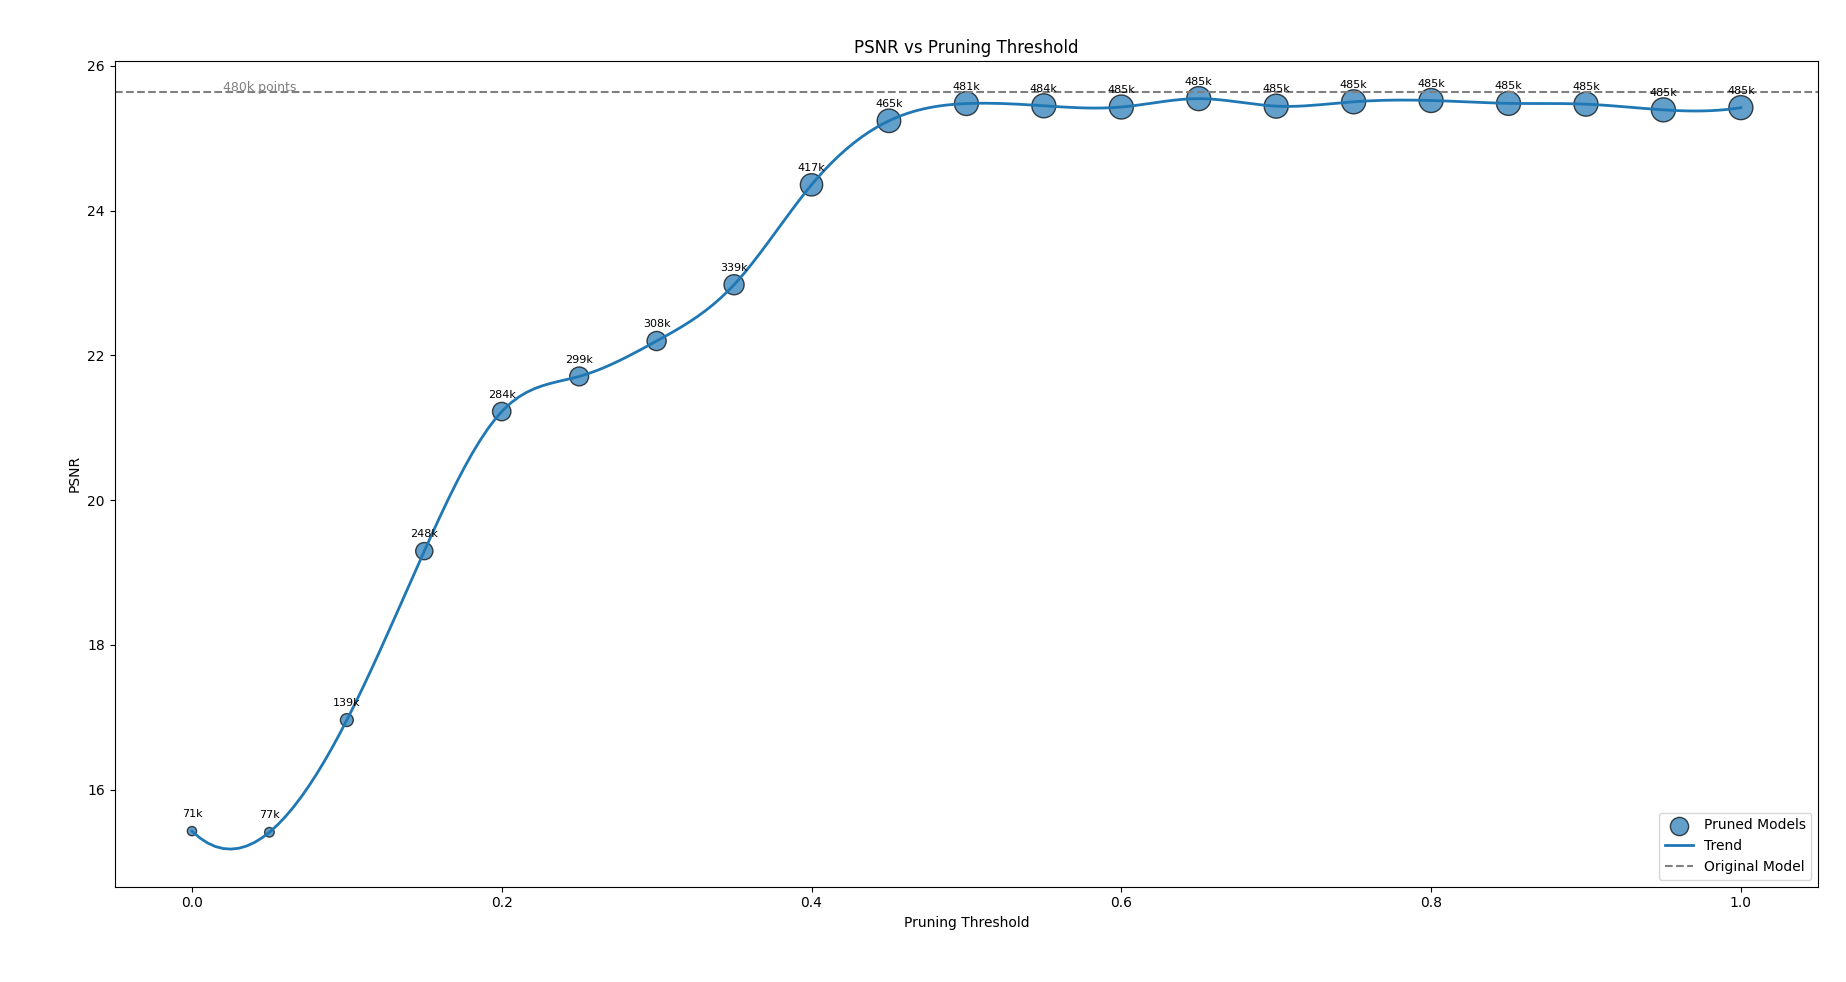 PSNR vs Pruning Threshold
26
24
22
20
18
16
PSNR
480k points
71k
77k
139k
248k
284k
299k
308k
339k
417k
465k
481k
484k
485k
485k
485k
485k
485k
485k
485k
485k
485k
0.0
0.2
0.4
0.6
0.8
1.0
Pruning Threshold
Pruned Models
Trend
Original Model